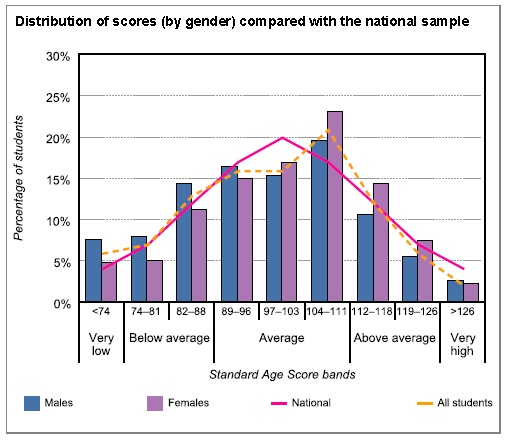 Distribution of scores (by gender) compared with the national sample
30%
25%
20%
15%
10%
5%
0%
Percentage of students
<74 74–81 82–88 89–96 97–103 104–111 112–118 119–126 >126
Very low Below average Average Above average Very high
Standard Age Score bands
Males Females National All students